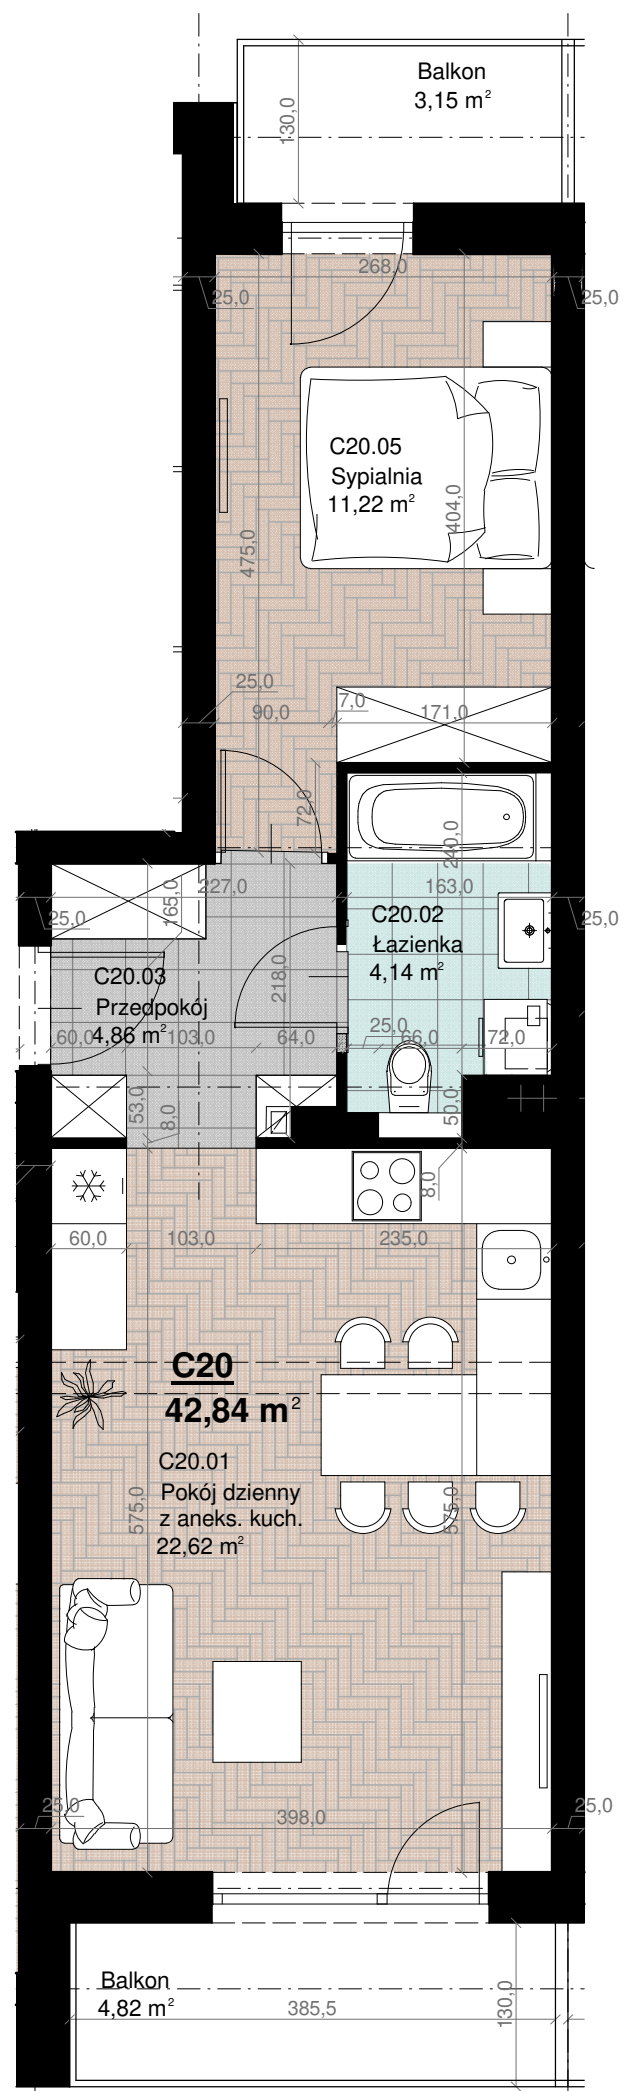 Balkon
3,15 m²
130,0
268,0
25,0
25,0
C20.05
Sypialnia
11,22 m²
404,0
475,0
25,0
90,0
7,0
171,0
72,0
240,0
165,0
227,0
163,0
25,0
25,0
C20.02
Łazienka
4,14 m²
C20.03
Przedpokój
4,86 m²
218,0
60,0
103,0
64,0
25,0
66,0
72,0
53,0
8,0
50,0
8,0
60,0
103,0
235,0
C20
42,84 m²
C20.01
Pokój dzienny
z aneks. kuch.
22,62 m²
575,0
575,0
25,0
398,0
25,0
Balkon
4,82 m²
385,5
130,0